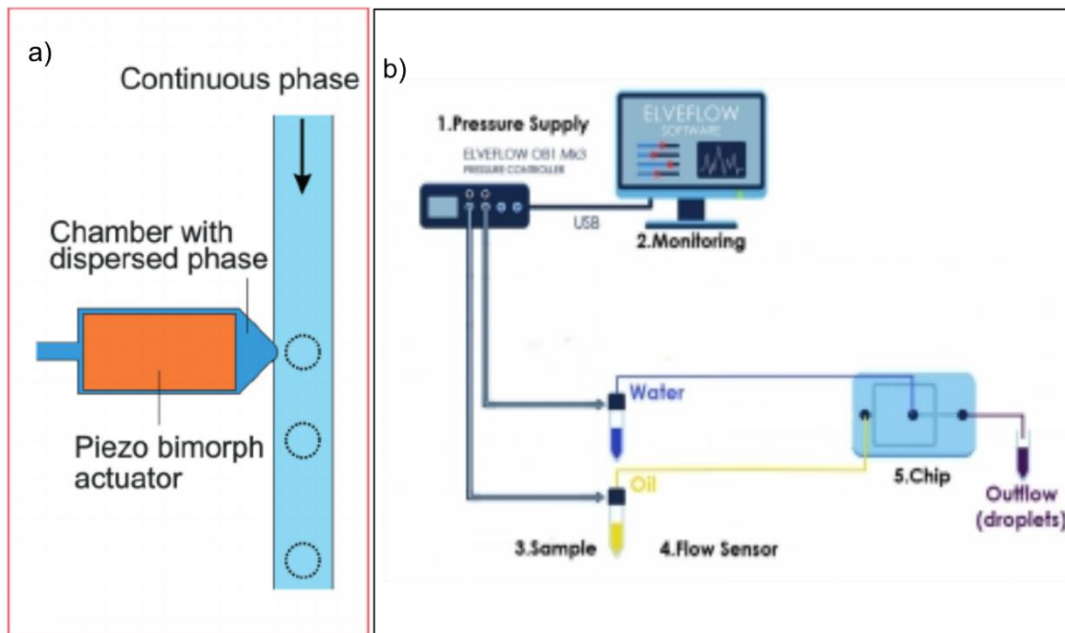 a)
Continuous phase
Chamber with
dispersed phase
Piezo bimorph
actuator
b)
1.Pressure Supply
ELVEFLOW OB1 Mk3
PRESSURE CONTROLLER
ELVEFLOW
SOFTWARE
USB
2.Monitoring
Water
Oil
3.Sample
4.Flow Sensor
5.Chip
Outflow
(droplets)